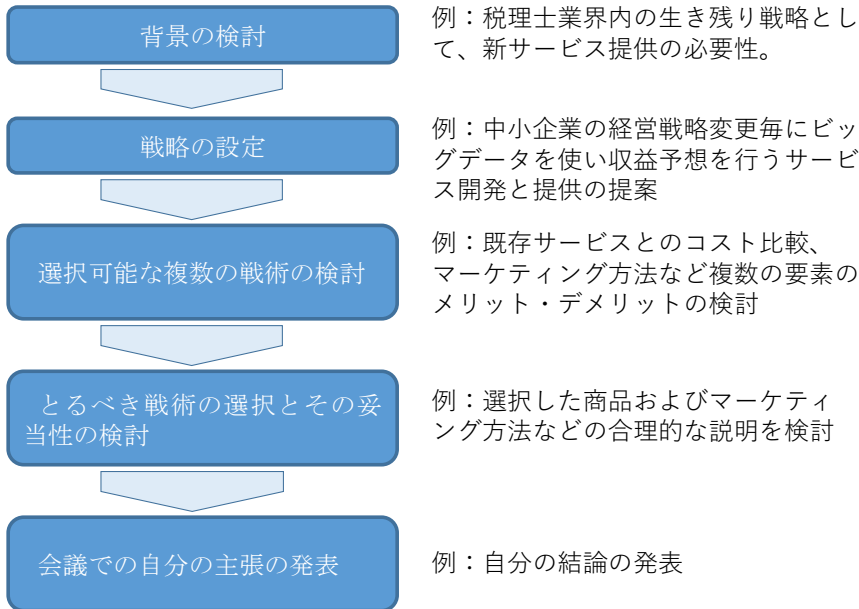 背景の検討
例：税理士業界内の生き残り戦略とし
て、新サービス提供の必要性。
戦略の設定
例：中小企業の経営戦略変更毎にビッ
グデータを使い収益予想を行うサービ
ス開発と提供の提案
選択可能な複数の戦術の検討
例：既存サービスとのコスト比較、
マーケティング方法など複数の要素の
メリット・デメリットの検討
とるべき戦術の選択とその妥
当性の検討
例：選択した商品およびマーケティ
ング方法などの合理的な説明を検討
会議での自分の主張の発表
例：自分の結論の発表